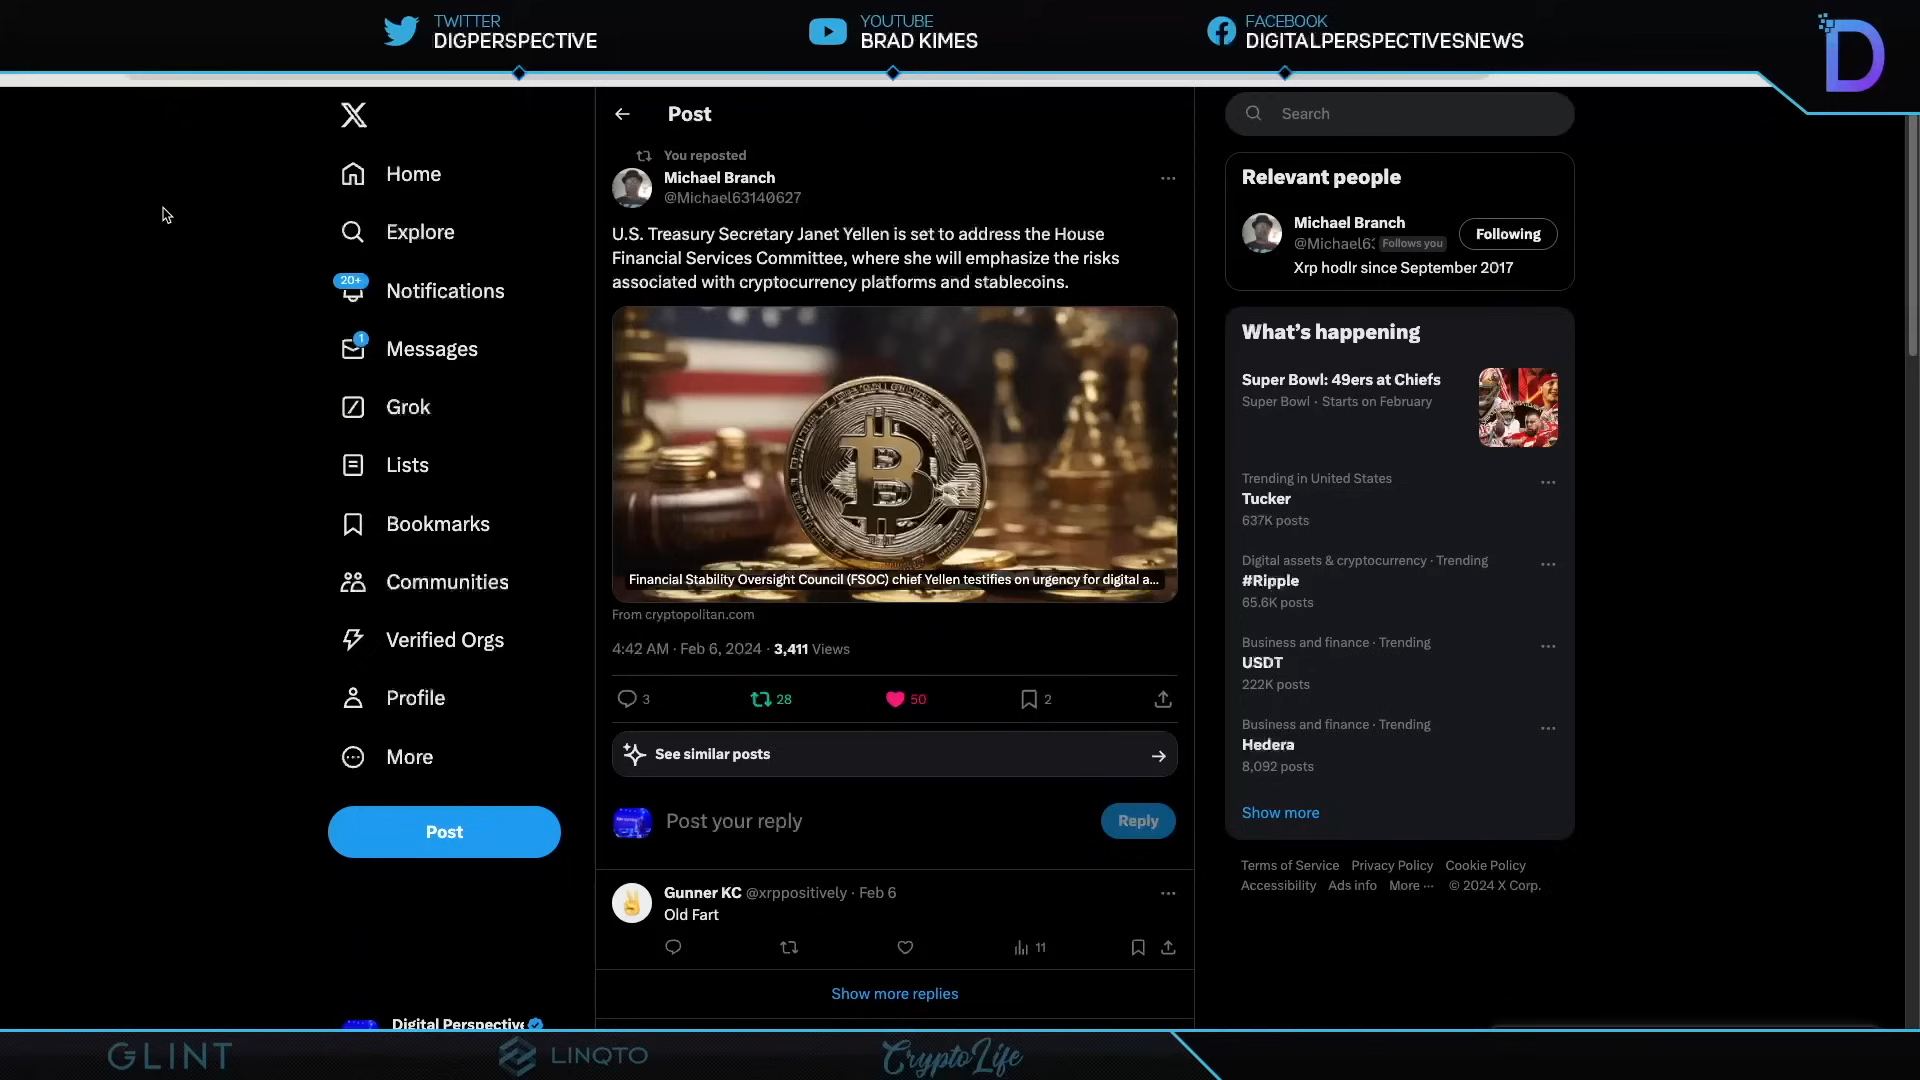 TWITTER
DIGPERSPECTIVE
YOUTUBE
BRAD KIMES
FACEBOOK
DIGITALPERSPECTIVESNEWS
D
Home
Explore
20+
Notifications
1
Messages
Grok
Lists
Bookmarks
Communities
Verified Orgs
Profile
More
Post
Digital Perspective
Post
You reposted
Michael Branch
@Michael63140627
U.S. Treasury Secretary Janet Yellen is set to address the House
Financial Services Committee, where she will emphasize the risks
associated with cryptocurrency platforms and stablecoins.
Financial Stability Oversight Council (FSOC) chief Yellen testifies on urgency for digital a...
From cryptopolitan.com
4:42 AM · Feb 6, 2024 · 3,411 Views
3 28 50 2
See similar posts
Post your reply
Reply
Gunner KC @xrppositively · Feb 6
Old Fart
11
Show more replies
Search
Relevant people
Michael Branch
@Michael6: Follows you
Following
Xrp hodlr since September 2017
What's happening
Super Bowl: 49ers at Chiefs
Super Bowl · Starts on February
Trending in United States
Tucker
637K posts
Digital assets & cryptocurrency · Trending
#Ripple
65.6K posts
Business and finance · Trending
USDT
222K posts
Business and finance · Trending
Hedera
8,092 posts
Show more
Terms of Service Privacy Policy Cookie Policy
Accessibility Ads info More ··· © 2024 X Corp.
GLINT
LINQTO
CryptoLife